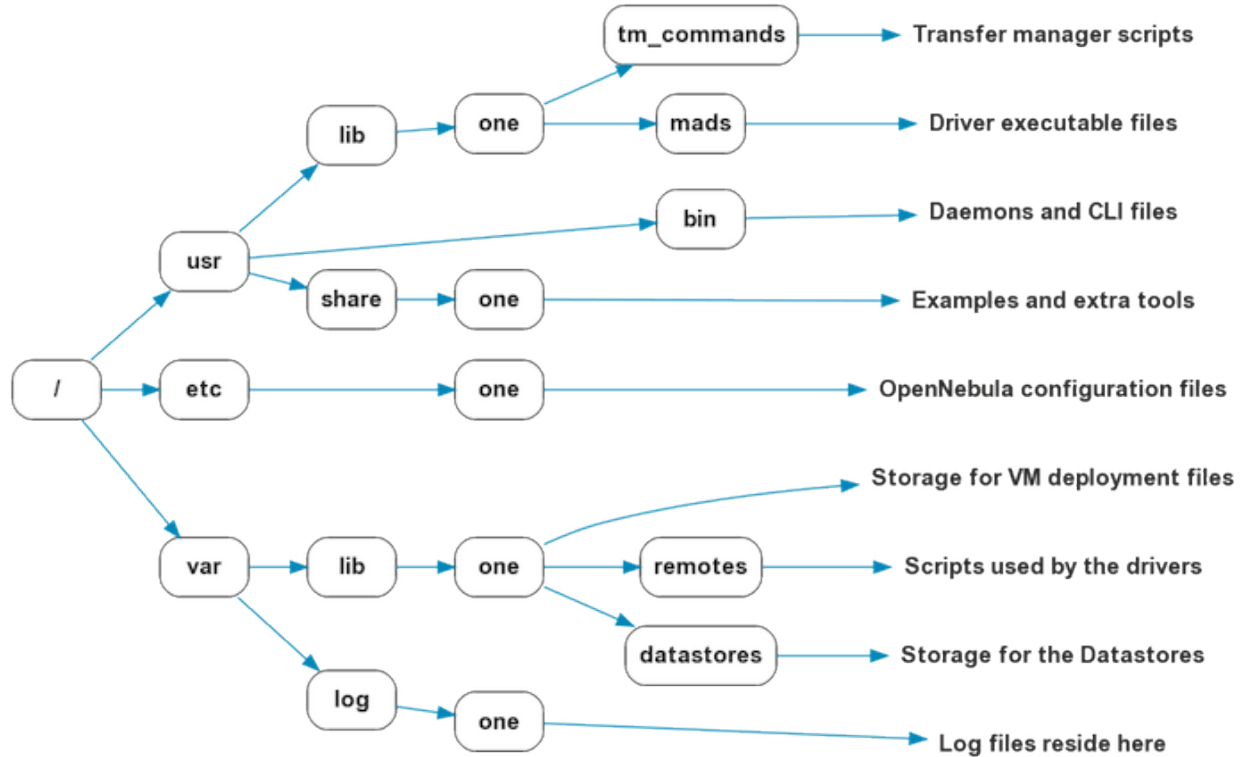 tm_commands
Transfer manager scripts
lib
one
mads
Driver executable files
bin
Daemons and CLI files
usr
share
one
Examples and extra tools
/
etc
one
OpenNebula configuration files
Storage for VM deployment files
var
lib
one
remotes
Scripts used by the drivers
datastores
Storage for the Datastores
log
one
Log files reside here